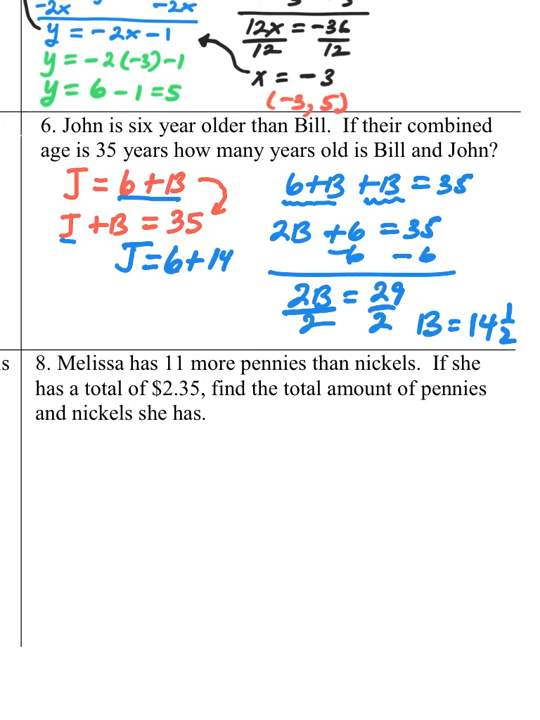 -2x -2x
y = -2x - 1
y = -2(-3)-1
y = 6 - 1 = 5
12x = -36
12 12
x = -3
(-3, 5)
6. John is six year older than Bill. If their combined
age is 35 years how many years old is Bill and John?
J = 6+B
J + B = 35
J = 6+14
6+B + B = 35
2B + 6 = 35
-6 - 6
2B = 29
2 2
B = 14 1/2
s
8. Melissa has 11 more pennies than nickels. If she
has a total of $2.35, find the total amount of pennies
and nickels she has.